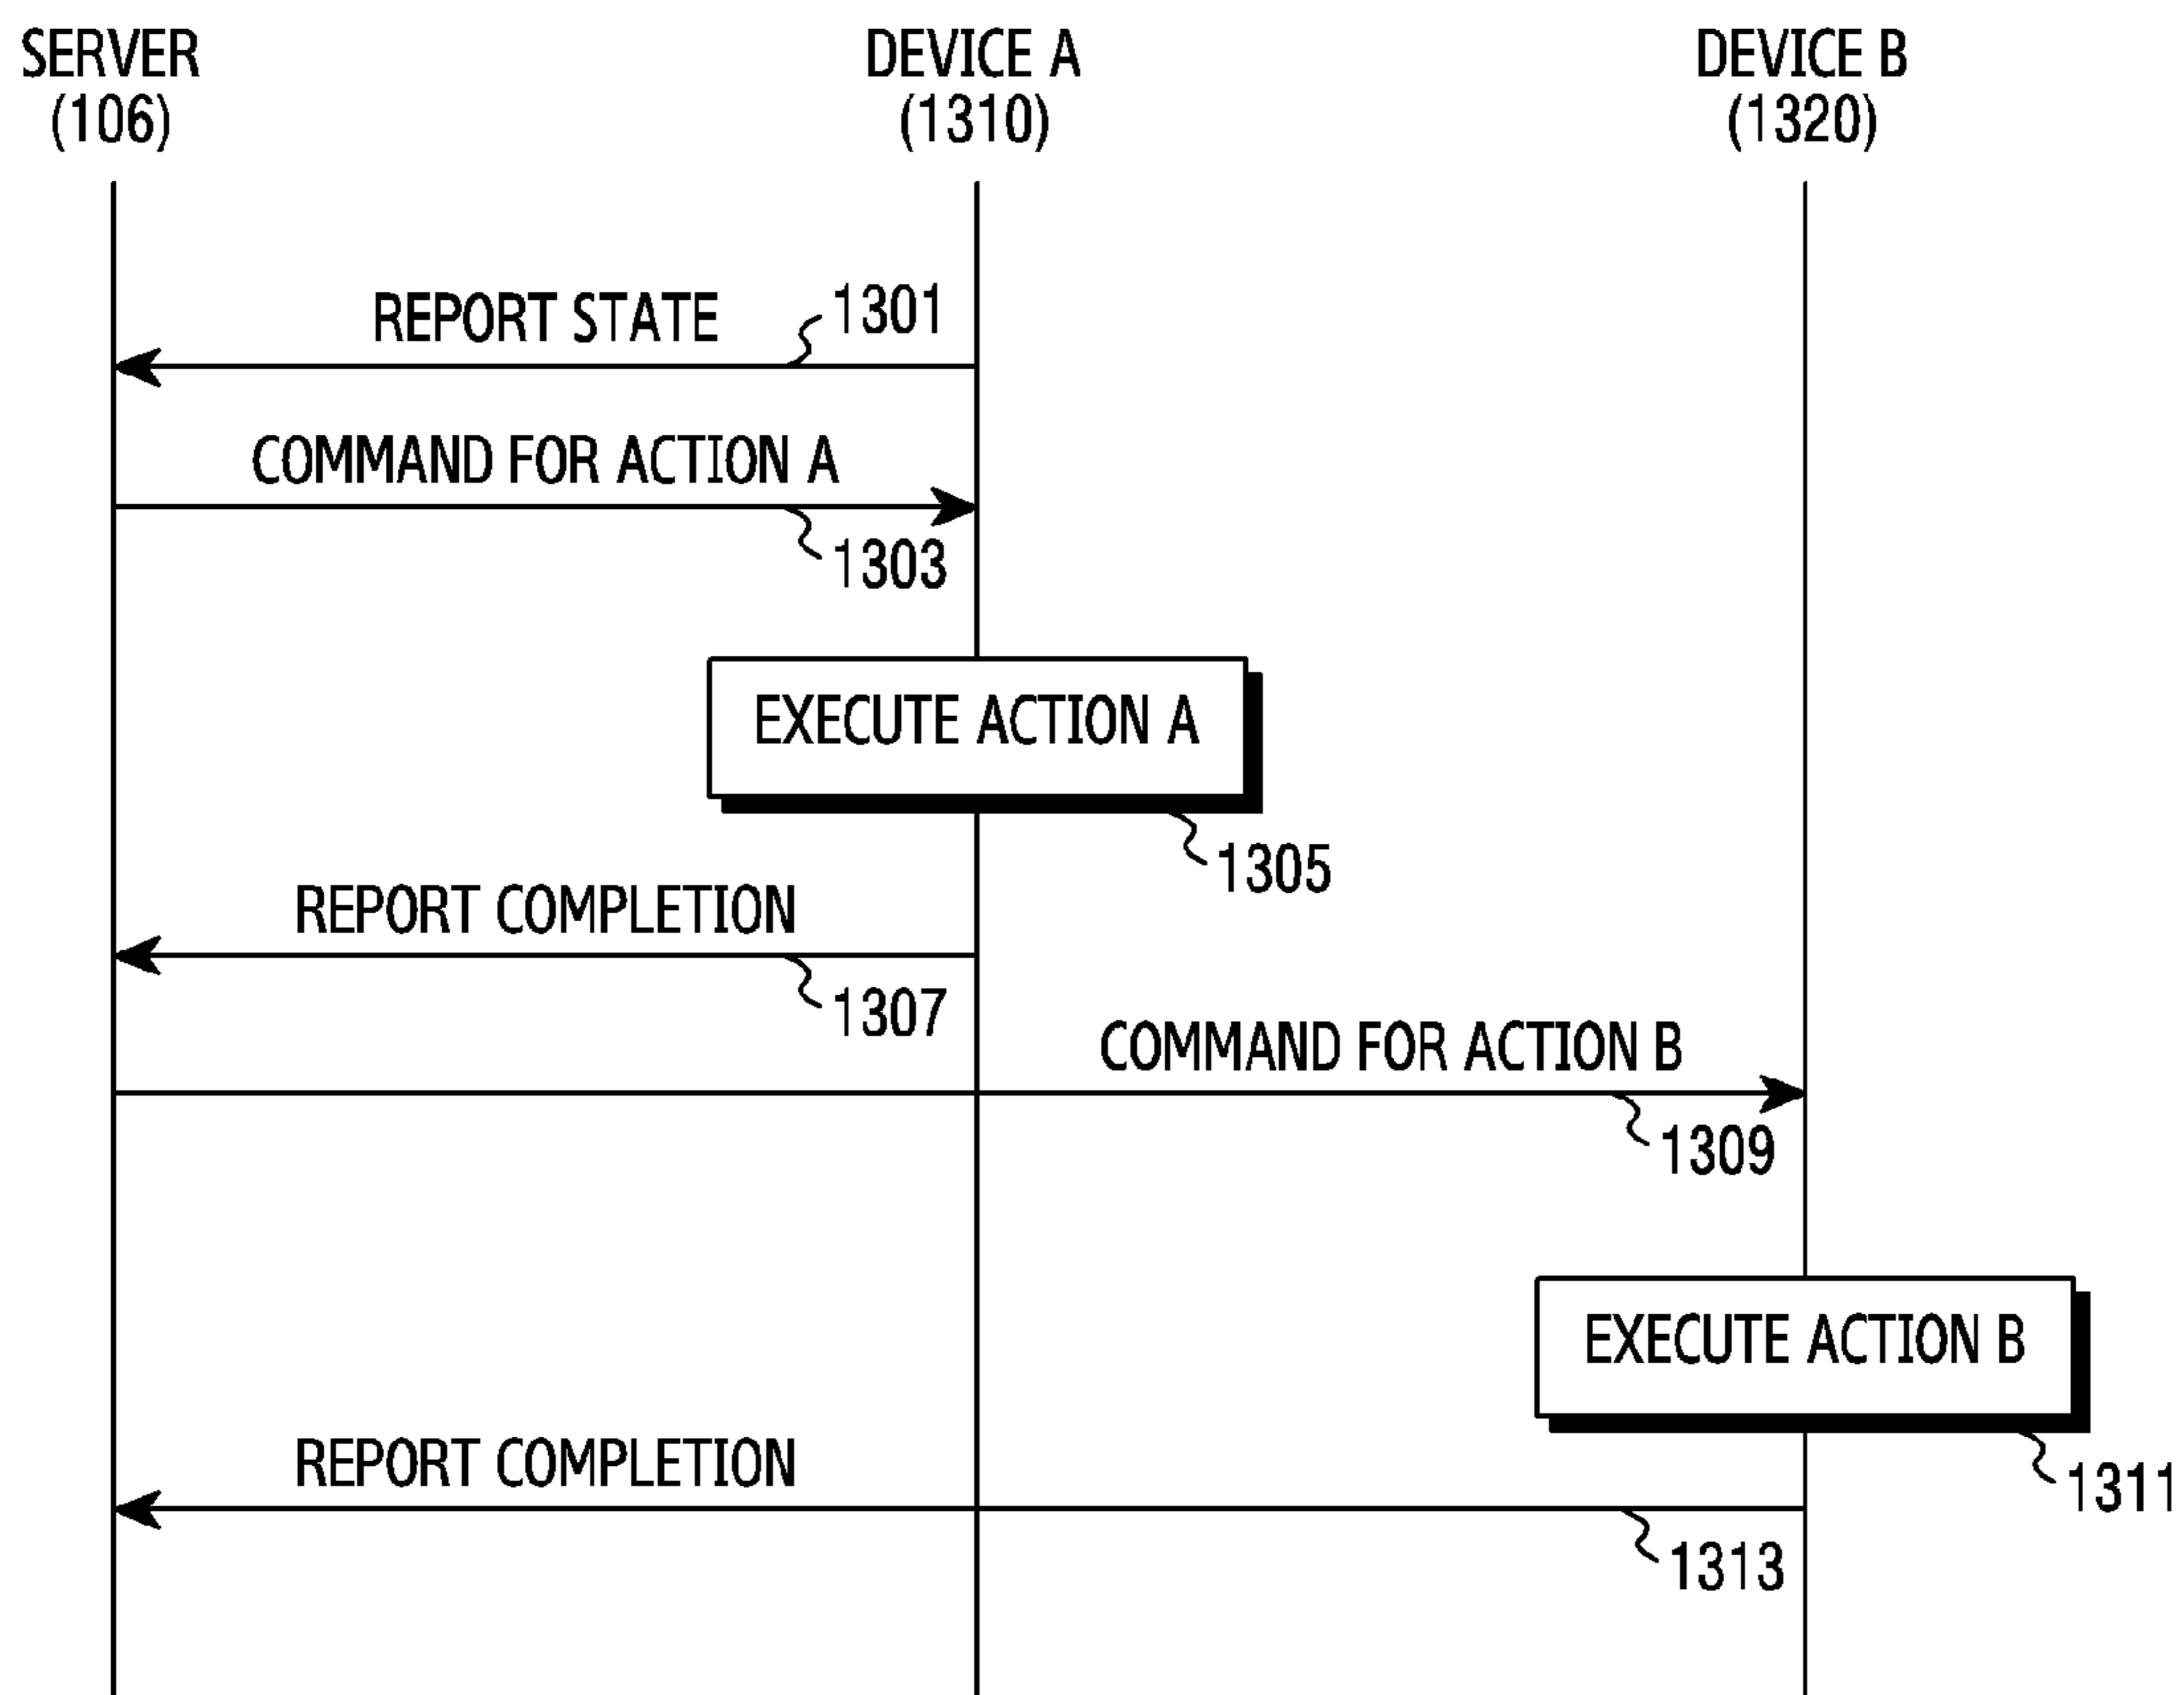 SERVER
(106)
DEVICE A
(1310)
DEVICE B
(1320)
REPORT STATE
1301
COMMAND FOR ACTION A
1303
EXECUTE ACTION A
1305
REPORT COMPLETION
1307
COMMAND FOR ACTION B
1309
EXECUTE ACTION B
1311
REPORT COMPLETION
1313